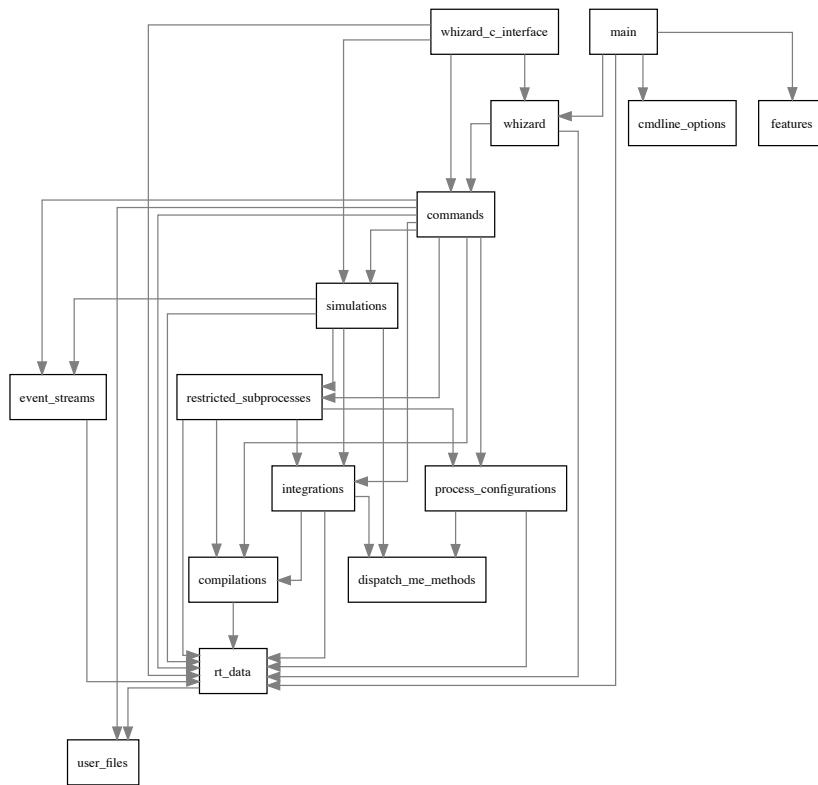 whizard_c_interface
main
whizard
cmdline_options
features
commands
simulations
event_streams
restricted_subprocesses
integrations
process_configurations
compilations
dispatch_me_methods
rt_data
user_files